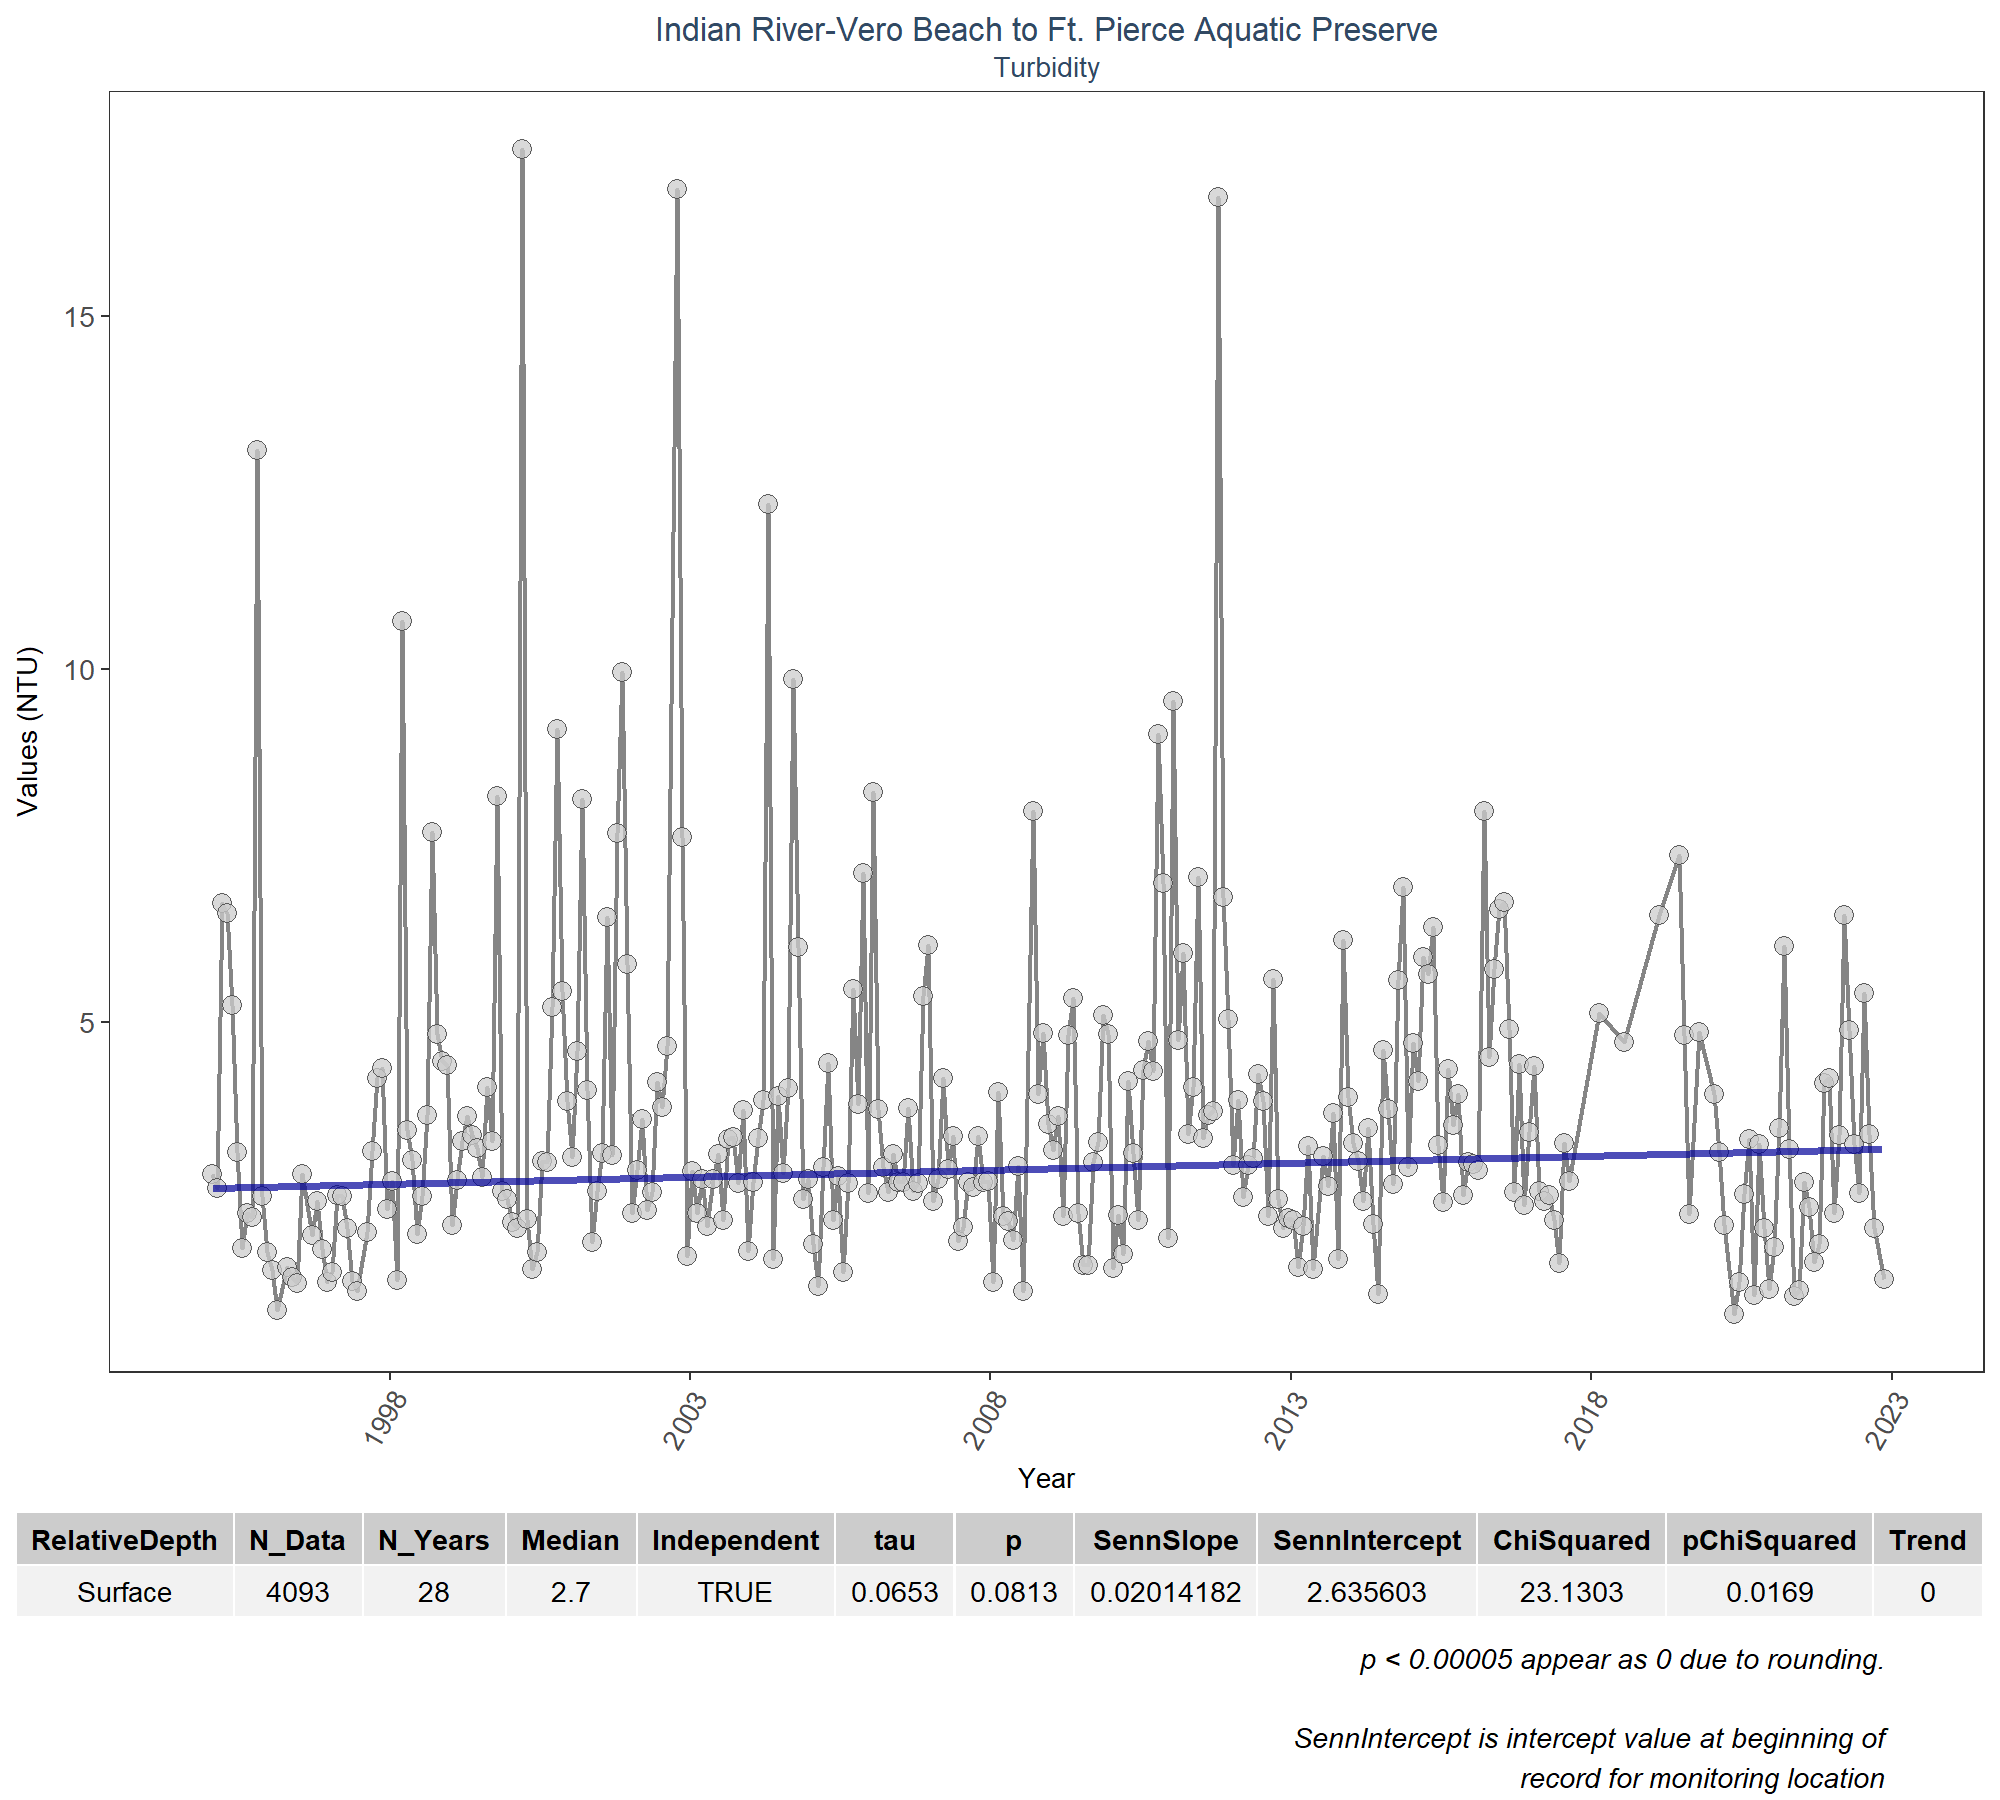 Indian River-Vero Beach to Ft. Pierce Aquatic Preserve
Turbidity
Values (NTU)
15
10
5
1998
2003
2008
2013
2018
2023
Year
RelativeDepth N_Data N_Years Median Independent tau p SennSlope SennIntercept ChiSquared pChiSquared Trend
Surface 4093 28 2.7 TRUE 0.0653 0.0813 0.02014182 2.635603 23.1303 0.0169 0
p < 0.00005 appear as 0 due to rounding.
SennIntercept is intercept value at beginning of
record for monitoring location